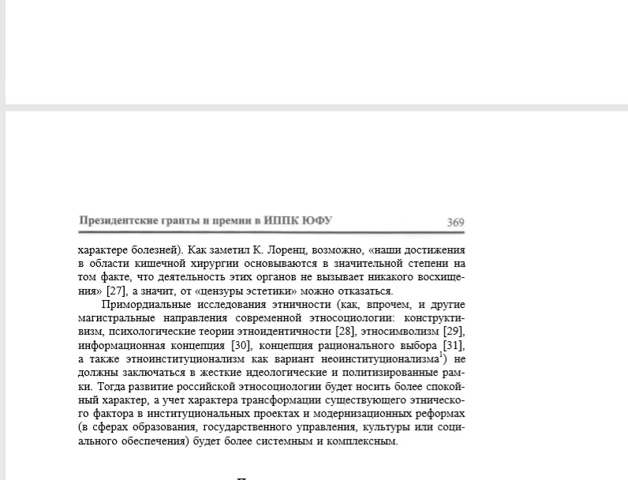 Президентские гранты и премии в ИППК ЮФУ 369
характере болезней). Как заметил К. Лоренц, возможно, «наши достижения
в области кишечной хирургии основываются в значительной степени на
том факте, что деятельность этих органов не вызывает никакого восхище-
ния» [27], а значит, от «цензуры эстетики» можно отказаться.
Примордиальные исследования этничности (как, впрочем, и другие
магистральные направления современной этносоциологии: конструкти-
визм, психологические теории этноидентичности [28], этносимволизм [29],
информационная концепция [30], концепция рационального выбора [31],
а также этноинституционализм как вариант неоинституционализма¹) не
должны заключаться в жесткие идеологические и политизированные рам-
ки. Тогда развитие российской этносоциологии будет носить более спокой-
ный характер, а учет характера трансформации существующего этническо-
го фактора в институциональных проектах и модернизационных реформах
(в сферах образования, государственного управления, культуры или соци-
ального обеспечения) будет более системным и комплексным.